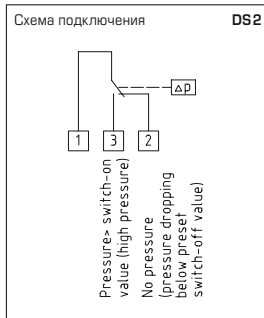 Схема подключения DS2
Δp
1 3 2
Pressure> switch-on
value (high pressure)
No pressure
(pressure dropping
below preset
switch-off value)